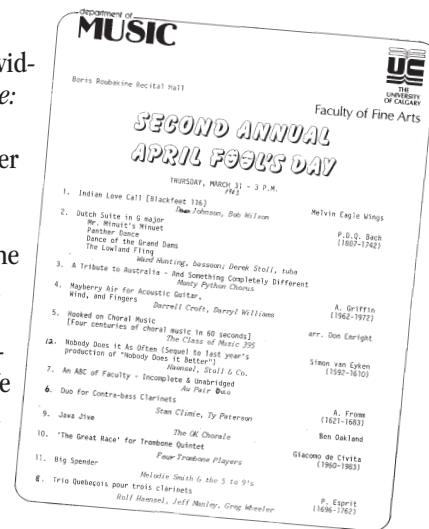 vid-
e:
er
he
e
department of
MUSIC
UC
THE
UNIVERSITY
OF CALGARY
Boris Roubakine Recital Hall
Faculty of Fine Arts
SECOND ANNUAL
APRIL FOOL'S DAY
THURSDAY, MARCH 31 - 3 P.M.
1983
1. Indian Love Call [Blackfeet 116] Melvin Eagle Wings
Johnson, Bob Wilson
2. Dutch Suite in G major P.D.Q. Bach
Mr. Minuit's Minuet (1807-1742)
Panther Dance
Dance of the Grand Dams
The Lowland Fling
Ward Hunting, bassoon; Derek Stoll, tuba
3. A Tribute to Australia - And Something Completely Different
Monty Python Chorus
4. Mayberry Air for Acoustic Guitar, A. Griffin
Wind, and Fingers (1962-1972)
Darrell Croft, Darryl Williams
5. Hooked on Choral Music arr. Don Emright
[Four centuries of choral music in 60 seconds]
The Class of Music 395
12. Nobody Does it As Often (Sequel to last year's Simon van Eyken
production of "Nobody Does it Better") (1592-1610)
Haensel, Stoll & Co.
7. An ABC of Faculty - Incomplete & Unabridged
Au Pair Duo
6. Duo for Contra-bass Clarinets A. Fromm
(1621-1683)
Stan Climie, Ty Paterson
9. Java Jive Ben Oakland
The OK Chorale
10. 'The Great Race' for Trombone Quintet Giacomo de Civita
(1960-1983)
Four Trombone Players
11. Big Spender
Melodie Smith & the 5 to 9's
8. Trio Quebeçois pour trois clarinets P. Esprit
(1696-1762)
Rolf Haensel, Jeff Manley, Greg Wheeler